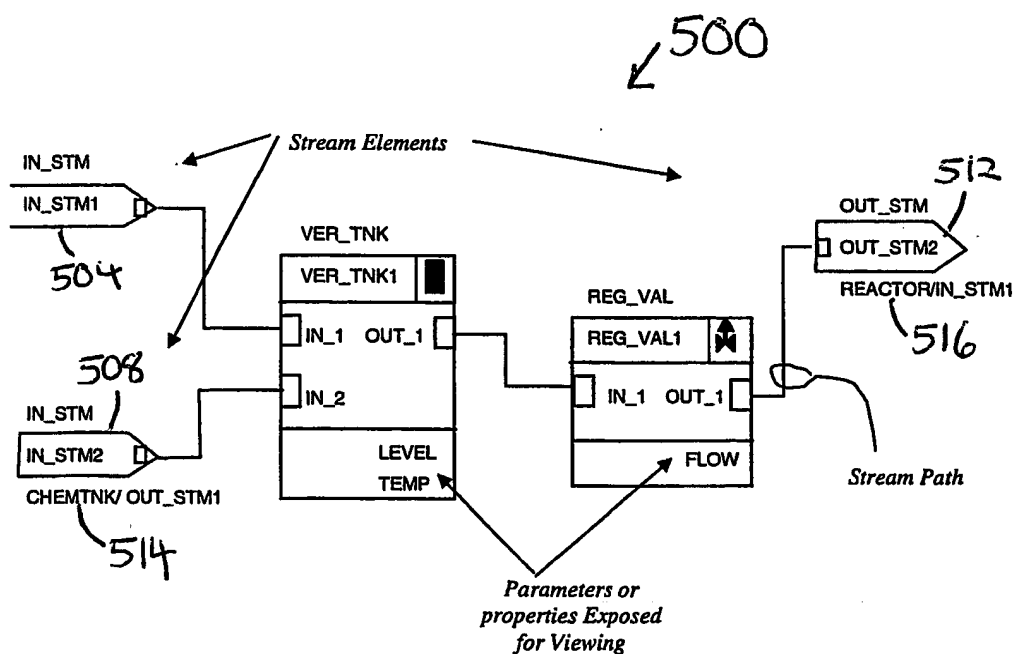 500
Stream Elements
IN_STM
IN_STM1
504
512
OUT_STM
OUT_STM2
REACTOR/IN_STM1
516
VER_TNK
VER_TNK1
IN_1 OUT_1
IN_2
LEVEL
TEMP
REG_VAL
REG_VAL1
IN_1 OUT_1
FLOW
508
IN_STM
IN_STM2
CHEMTNK/ OUT_STM1
514
Stream Path
Parameters or
properties Exposed
for Viewing